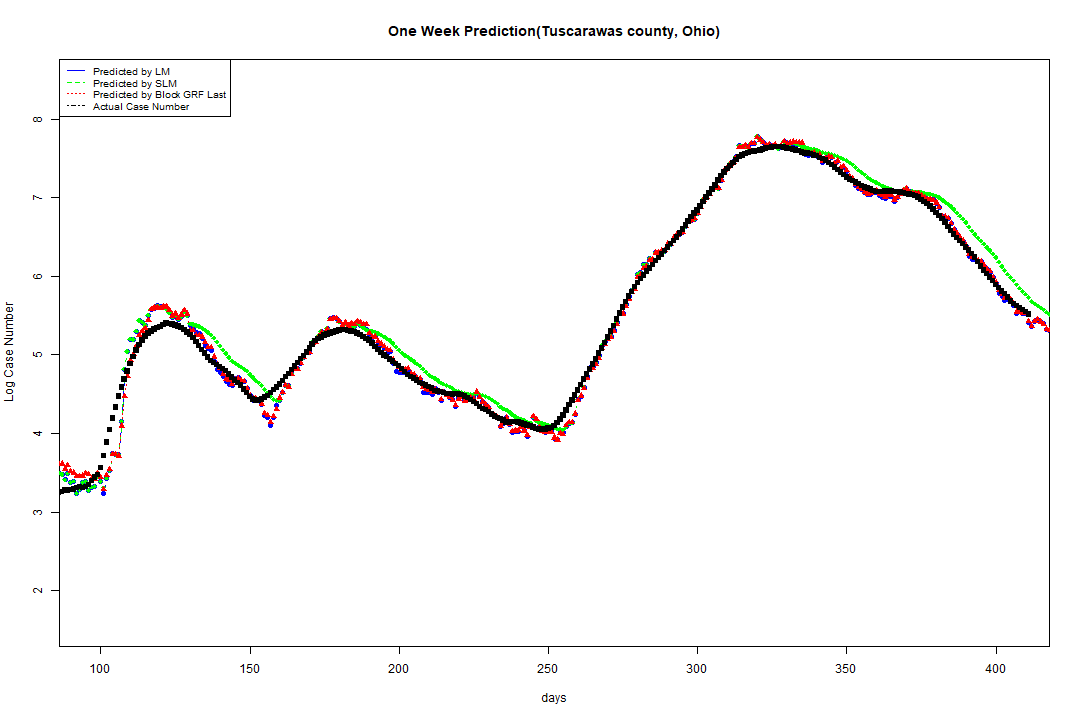 One Week Prediction(Tuscarawas county, Ohio)
Predicted by LM
Predicted by SLM
Predicted by Block GRF Last
Actual Case Number
8
7
6
5
4
3
2
Log Case Number
100 150 200 250 300 350 400
days